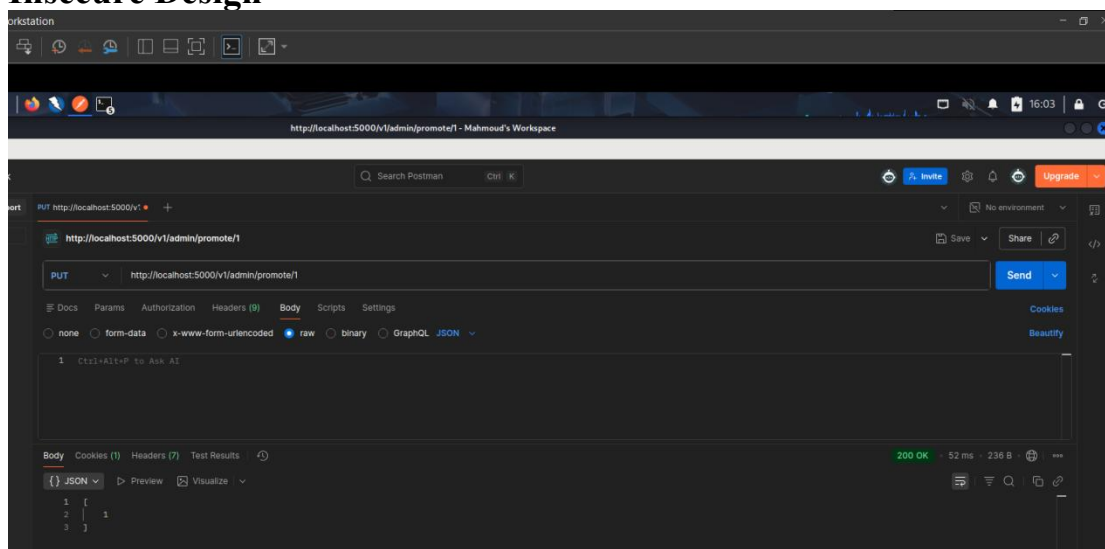 Insecure Design
orkstation
16:03
http://localhost:5000/v1/admin/promote/1 - Mahmoud's Workspace
Search Postman Ctrl K
Invite
Upgrade
ort PUT http://localhost:5000/v1
No environment
http://localhost:5000/v1/admin/promote/1
Save Share
PUT http://localhost:5000/v1/admin/promote/1 Send
Docs Params Authorization Headers (9) Body Scripts Settings Cookies
none form-data x-www-form-urlencoded raw binary GraphQL JSON Beautify
1 Ctrl+Alt+P to Ask AI
Body Cookies (1) Headers (7) Test Results 200 OK 52 ms 236 B
{} JSON Preview Visualize
1 [
2 1
3 ]